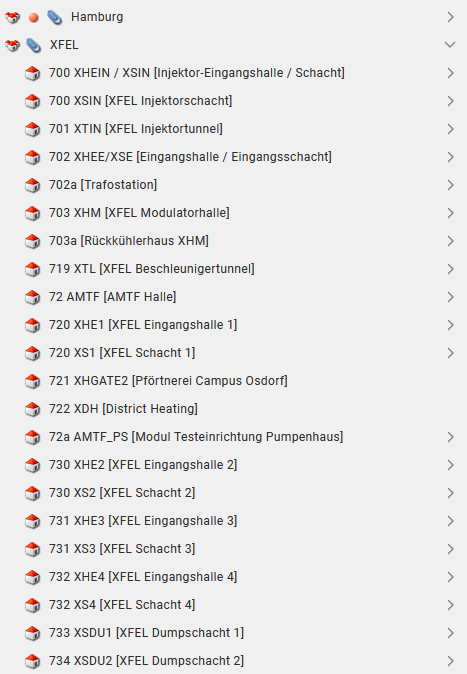 Hamburg
XFEL
700 XHEIN / XSIN [Injektor-Eingangshalle / Schacht]
700 XSIN [XFEL Injektorschacht]
701 XTIN [XFEL Injektortunnel]
702 XHEE/XSE [Eingangshalle / Eingangsschacht]
702a [Trafostation]
703 XHM [XFEL Modulatorhalle]
703a [Rückkühlerhaus XHM]
719 XTL [XFEL Beschleunigertunnel]
72 AMTF [AMTF Halle]
720 XHE1 [XFEL Eingangshalle 1]
720 XS1 [XFEL Schacht 1]
721 XHGATE2 [Pförtnerei Campus Osdorf]
722 XDH [District Heating]
72a AMTF_PS [Modul Testeinrichtung Pumpenhaus]
730 XHE2 [XFEL Eingangshalle 2]
730 XS2 [XFEL Schacht 2]
731 XHE3 [XFEL Eingangshalle 3]
731 XS3 [XFEL Schacht 3]
732 XHE4 [XFEL Eingangshalle 4]
732 XS4 [XFEL Schacht 4]
733 XSDU1 [XFEL Dumpschacht 1]
734 XSDU2 [XFEL Dumpschacht 2]